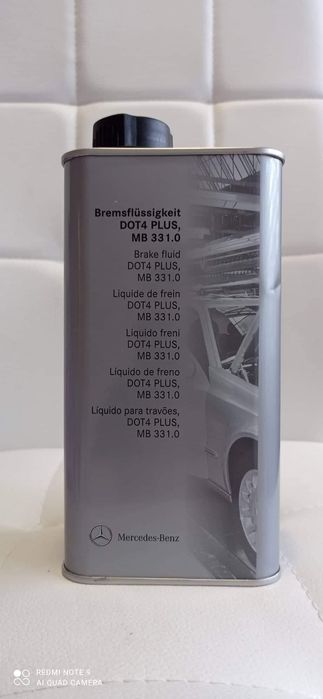 Bremsflüssigkeit
DOT4 PLUS,
MB 331.0
Brake fluid
DOT4 PLUS,
MB 331.0
Liquide de frein
DOT4 PLUS,
MB 331.0
Liquido freni
DOT4 PLUS,
MB 331.0
Líquido de freno
DOT4 PLUS,
MB 331.0
Líquido para travões,
DOT4 PLUS,
MB 331.0
Mercedes-Benz
REDMI NOTE 9
AI QUAD CAMERA